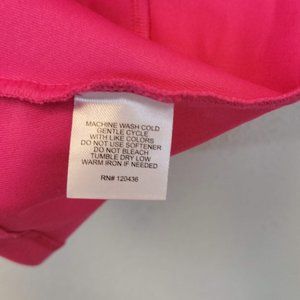 MACHINE WASH COLD
GENTLE CYCLE
WITH LIKE COLORS
DO NOT USE SOFTENER
DO NOT BLEACH
TUMBLE DRY LOW
WARM IRON IF NEEDED
RN# 120436